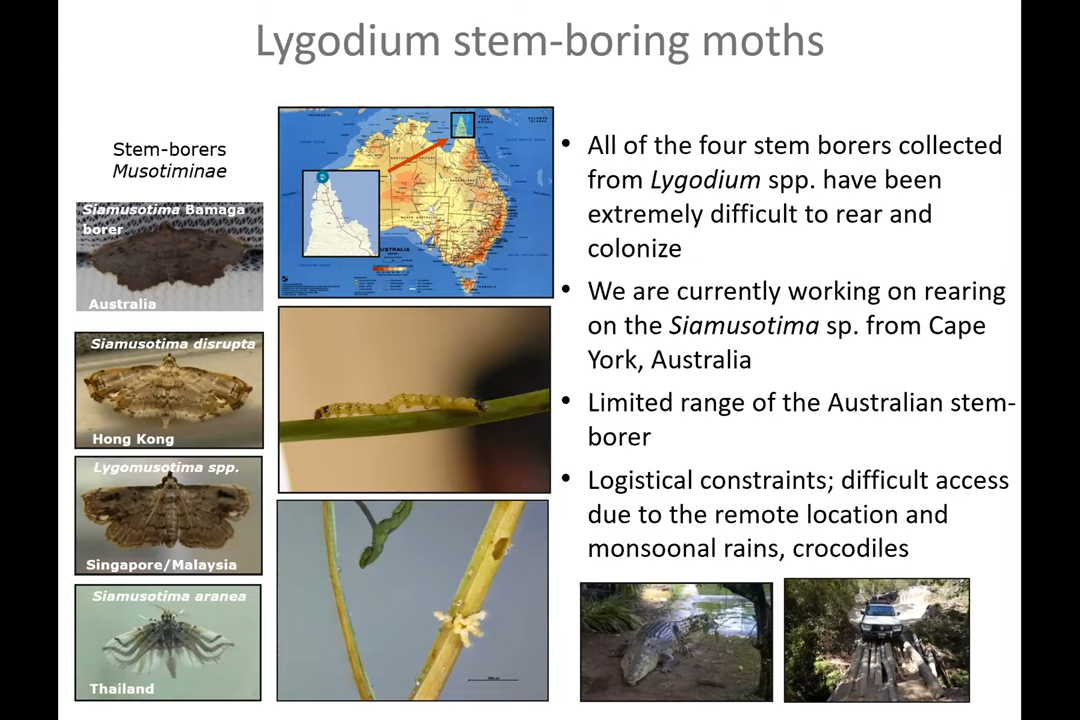 Lygodium stem-boring moths
Stem-borers
Musotiminae
Siamusotima Bamaga
borer
Australia
Siamusotima disrupta
Hong Kong
Lygomusotima spp.
Singapore/Malaysia
Siamusotima aranea
Thailand
• All of the four stem borers collected
from Lygodium spp. have been
extremely difficult to rear and
colonize
• We are currently working on rearing
on the Siamusotima sp. from Cape
York, Australia
• Limited range of the Australian stem-
borer
• Logistical constraints; difficult access
due to the remote location and
monsoonal rains, crocodiles